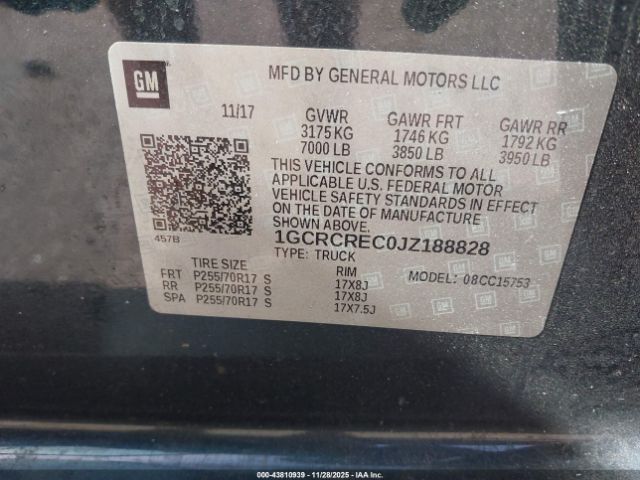 GM
MFD BY GENERAL MOTORS LLC
11/17 GVWR GAWR FRT GAWR RR
3175 KG 1746 KG 1792 KG
7000 LB 3850 LB 3950 LB
THIS VEHICLE CONFORMS TO ALL
APPLICABLE U.S. FEDERAL MOTOR
VEHICLE SAFETY STANDARDS IN EFFECT
ON THE DATE OF MANUFACTURE
SHOWN ABOVE.
457B
1GCRCREC0JZ188828
TYPE: TRUCK
TIRE SIZE RIM MODEL: 08CC15753
FRT P255/70R17 S 17X8J
RR P255/70R17 S 17X8J
SPA P255/70R17 S 17X7.5J
000-43810939 | 11/28/2025 - IAA Inc.